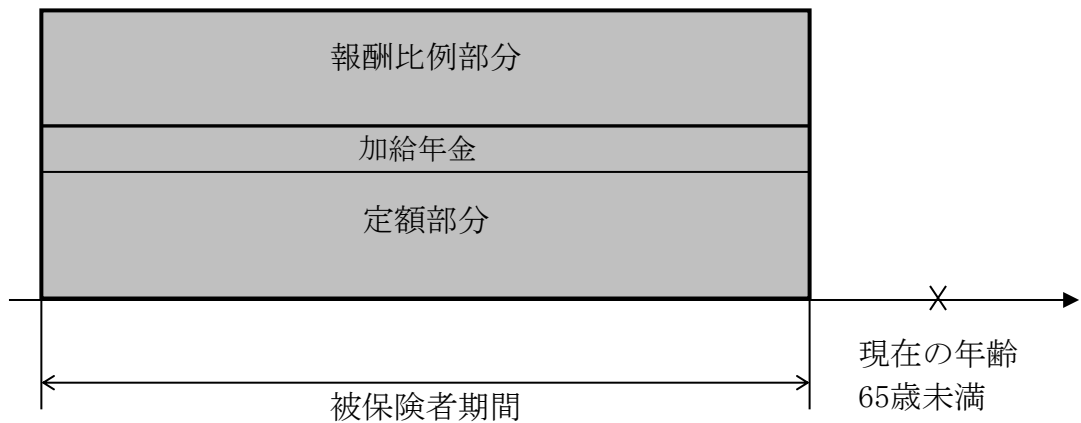 報酬比例部分
加給年金
定額部分
現在の年齢
65歳未満
被保険者期間